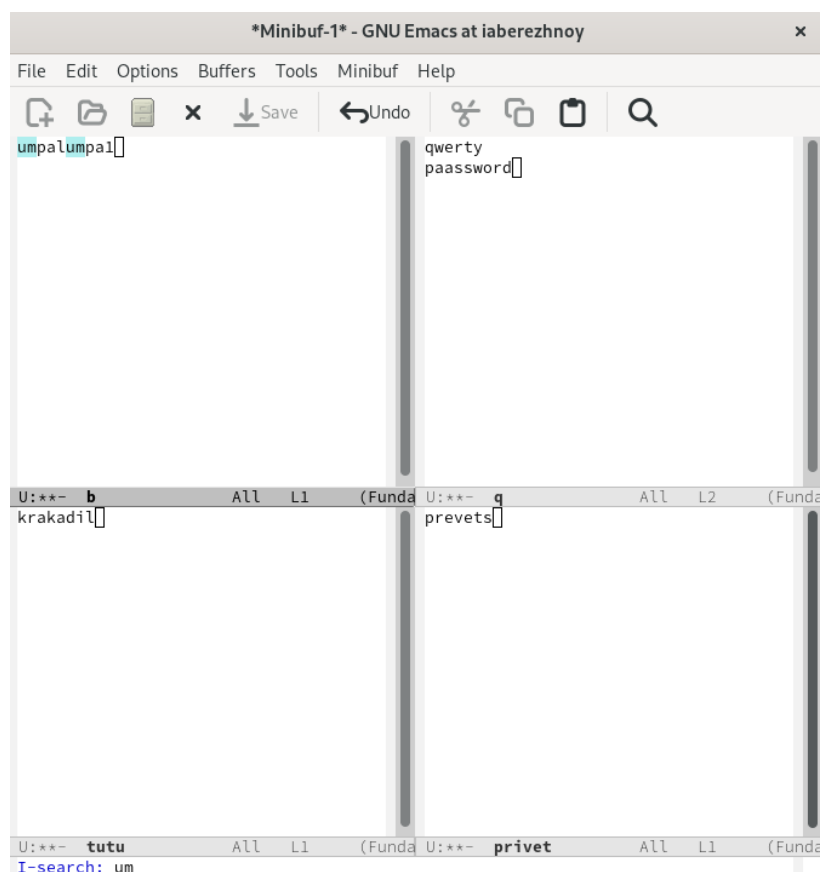 *Minibuf-1* - GNU Emacs at iaberezhnoy ×
File Edit Options Buffers Tools Minibuf Help
Save Undo
umpalumpa1
qwerty
paassword
U:**- b All L1 (Funda
U:**- q All L2 (Funda
krakadil
prevets
U:**- tutu All L1 (Funda
U:**- privet All L1 (Funda
I-search: um